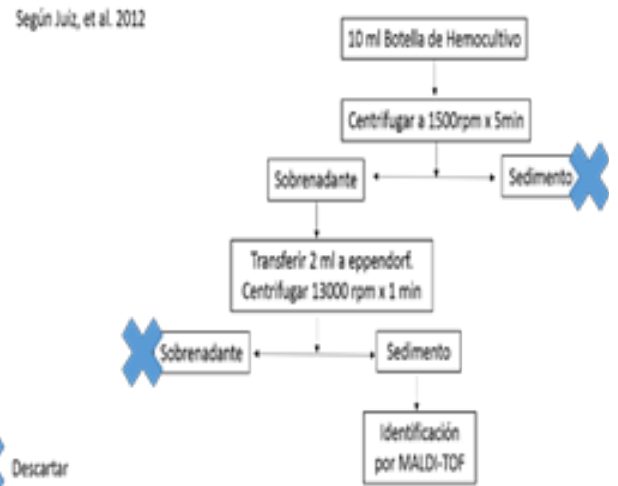 Según Juiz, et al. 2012
10 ml Botella de Hemocultivo
Centrifugar a 1500rpm x 5min
Sobrenadante
Sedimento
Transferir 2 ml a eppendorf.
Centrifugar 13000 rpm x 1 min
Sobrenadante
Sedimento
Identificación
por MALDI-TOF
Descartar